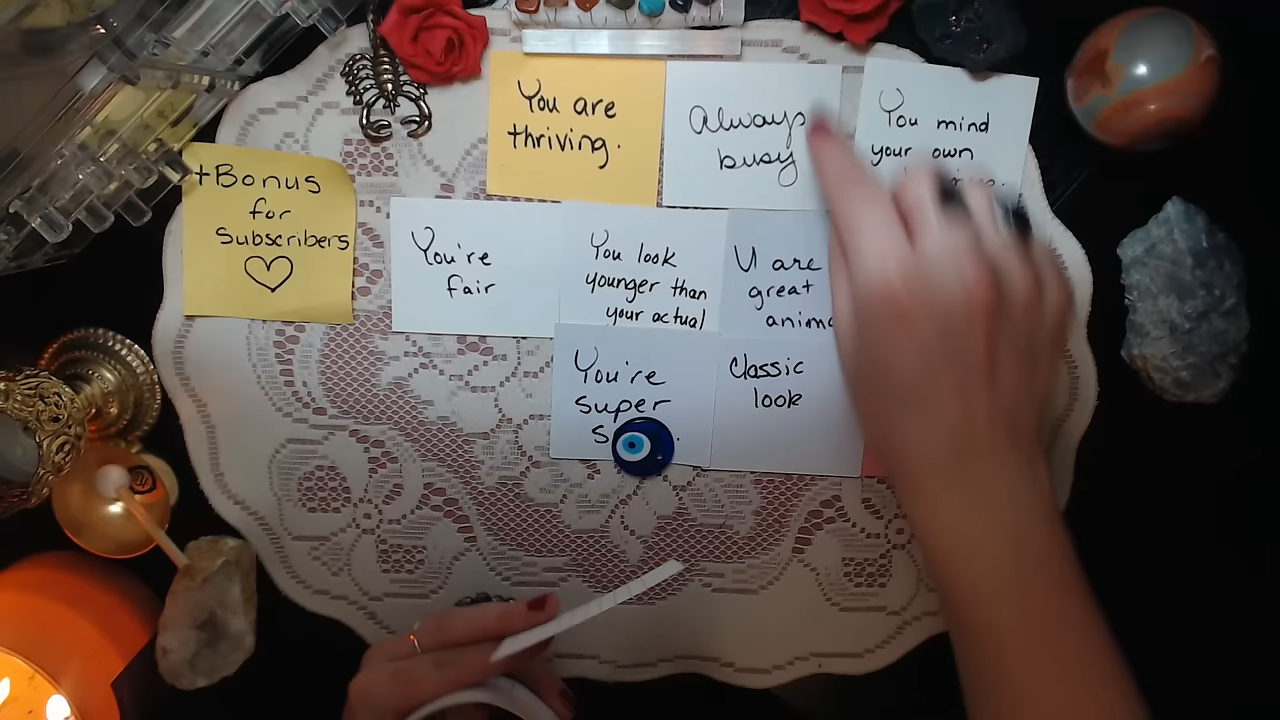 You are
thriving.
always
busy
You mind
your own
+Bonus
for
Subscribers
You're
fair
You look
younger than
your actual
U are
great
anima
You're
super
s
Classic
look